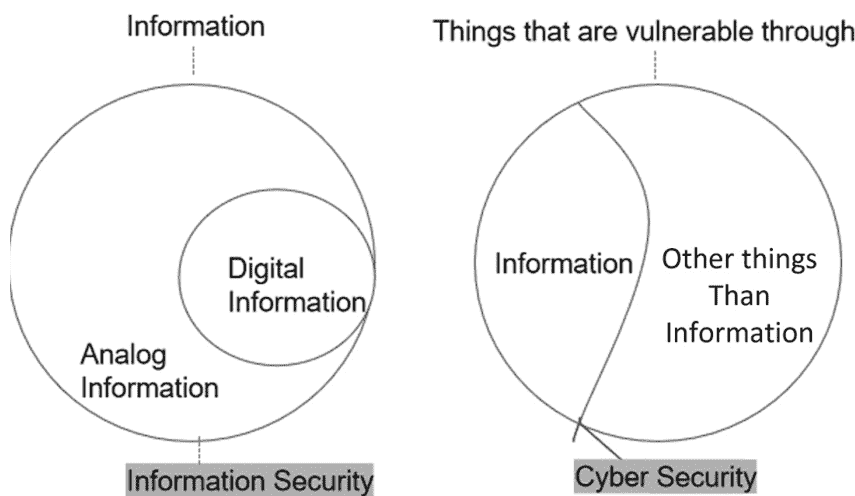 Information
Digital
Information
Analog
Information
Information Security
Things that are vulnerable through
Information
Other things
Than
Information
Cyber Security